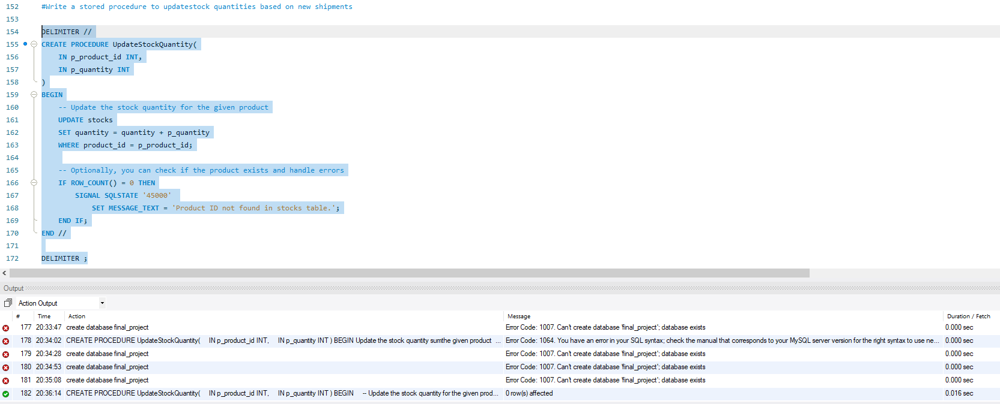 152 #Write a stored procedure to updatestock quantities based on new shipments
153
154 DELIMITER //
155 CREATE PROCEDURE UpdateStockQuantity(
156 IN p_product_id INT,
157 IN p_quantity INT
158 )
159 BEGIN
160 -- Update the stock quantity for the given product
161 UPDATE stocks
162 SET quantity = quantity + p_quantity
163 WHERE product_id = p_product_id;
164
165 -- Optionally, you can check if the product exists and handle errors
166 IF ROW_COUNT() = 0 THEN
167 SIGNAL SQLSTATE '45000'
168 SET MESSAGE_TEXT = 'Product ID not found in stocks table.';
169 END IF;
170 END //
171
172 DELIMITER ;
Output
Action Output
# Time Action Message Duration / Fetch
177 20:33:47 create database final_project Error Code: 1007. Can't create database 'final_project'; database exists 0.000 sec
178 20:34:02 CREATE PROCEDURE UpdateStockQuantity( IN p_product_id INT, IN p_quantity INT ) BEGIN Update the stock quantity sumthe given product ... Error Code: 1064. You have an error in your SQL syntax; check the manual that corresponds to your MySQL server version for the right syntax to use ne... 0.000 sec
179 20:34:28 create database final_project Error Code: 1007. Can't create database 'final_project'; database exists 0.000 sec
180 20:34:53 create database final_project Error Code: 1007. Can't create database 'final_project'; database exists 0.000 sec
181 20:35:08 create database final_project Error Code: 1007. Can't create database 'final_project'; database exists 0.000 sec
182 20:36:14 CREATE PROCEDURE UpdateStockQuantity( IN p_product_id INT, IN p_quantity INT ) BEGIN -- Update the stock quantity for the given prod... 0 row(s) affected 0.016 sec